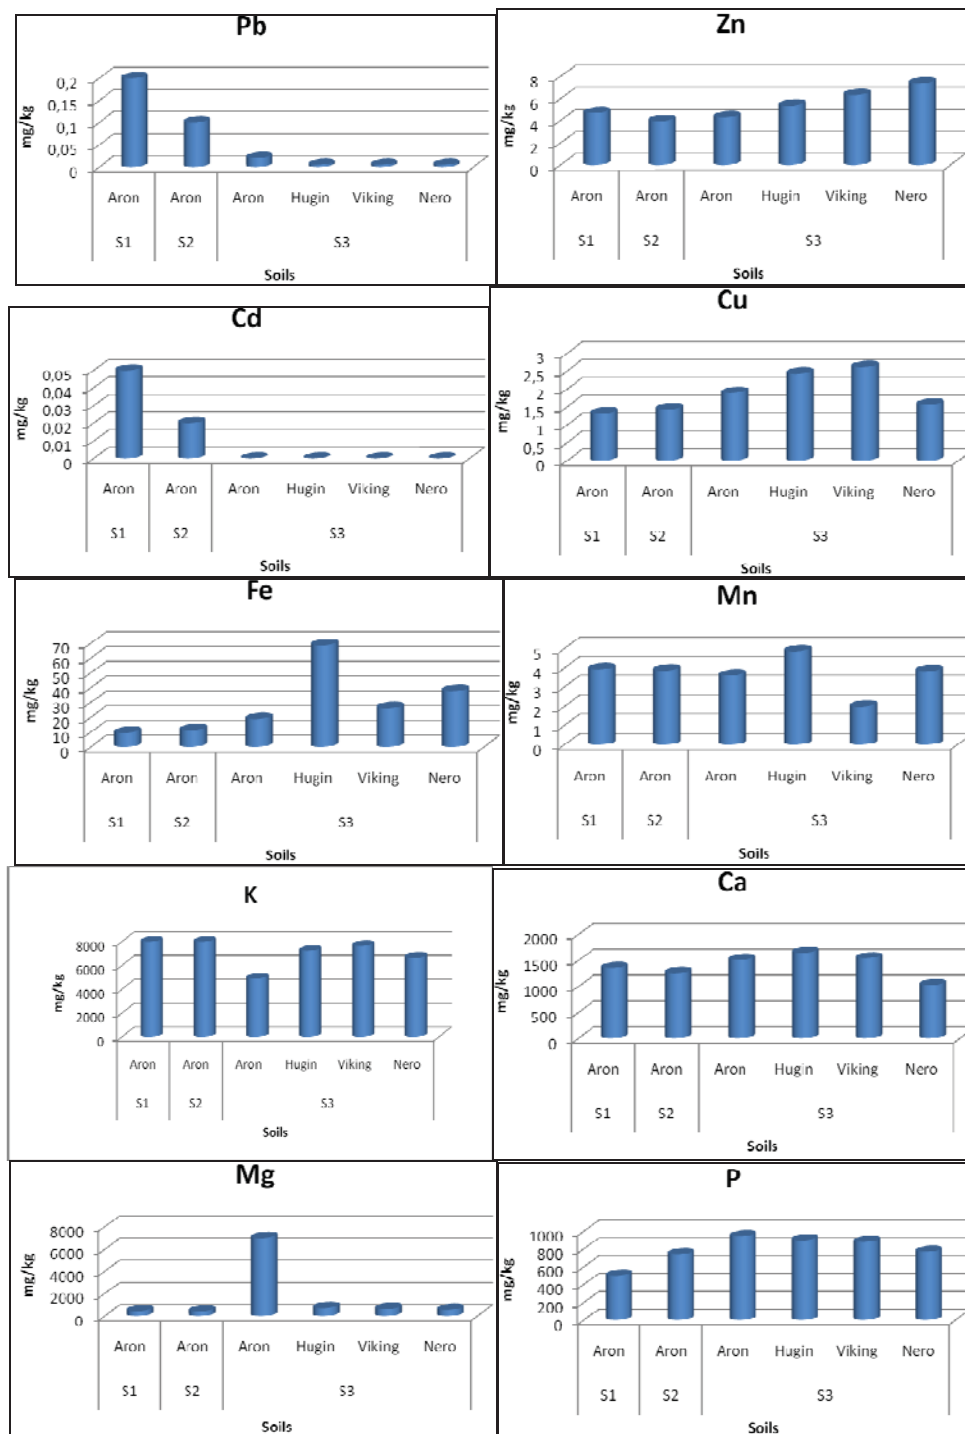 Pb
mg/kg
0,2
0,15
0,1
0,05
0
Aron Aron Aron Hugin Viking Nero
S1 S2 S3
Soils
Zn
mg/kg
8
6
4
2
0
Aron Aron Aron Hugin Viking Nero
S1 S2 S3
Soils
Cd
mg/kg
0,05
0,04
0,03
0,02
0,01
0
Aron Aron Aron Hugin Viking Nero
S1 S2 S3
Soils
Cu
mg/kg
3
2,5
2
1,5
1
0,5
0
Aron Aron Aron Hugin Viking Nero
S1 S2 S3
Soils
Fe
mg/kg
70
60
50
40
30
20
10
0
Aron Aron Aron Hugin Viking Nero
S1 S2 S3
Soils
Mn
mg/kg
5
4
3
2
1
0
Aron Aron Aron Hugin Viking Nero
S1 S2 S3
Soils
K
mg/kg
8000
6000
4000
2000
0
Aron Aron Aron Hugin Viking Nero
S1 S2 S3
Soils
Ca
mg/kg
2000
1500
1000
500
0
Aron Aron Aron Hugin Viking Nero
S1 S2 S3
Soils
Mg
mg/kg
8000
6000
4000
2000
0
Aron Aron Aron Hugin Viking Nero
S1 S2 S3
Soils
P
mg/kg
1000
800
600
400
200
0
Aron Aron Aron Hugin Viking Nero
S1 S2 S3
Soils